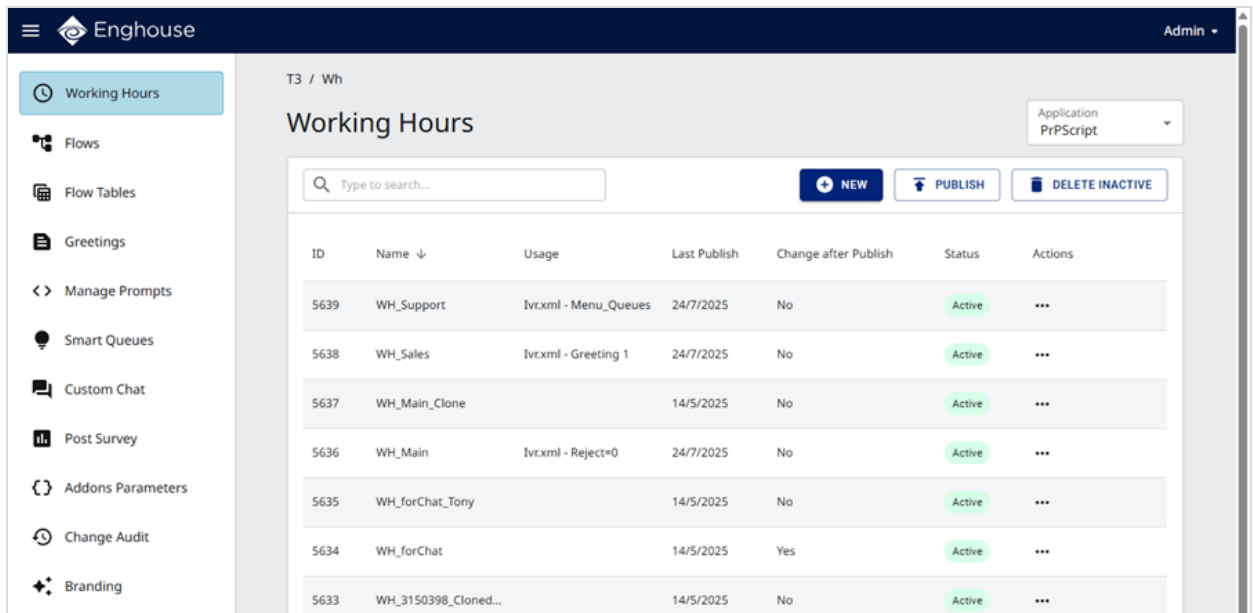 Enghouse
Admin
Working Hours
Flows
Flow Tables
Greetings
Manage Prompts
Smart Queues
Custom Chat
Post Survey
Addons Parameters
Change Audit
Branding
T3 / Wh
Working Hours
Application
PrPScript
Type to search...
NEW
PUBLISH
DELETE INACTIVE
ID Name Usage Last Publish Change after Publish Status Actions
5639 WH_Support Ivr.xml - Menu_Queues 24/7/2025 No Active
5638 WH_Sales Ivr.xml - Greeting 1 24/7/2025 No Active
5637 WH_Main_Clone 14/5/2025 No Active
5636 WH_Main Ivr.xml - Reject=0 24/7/2025 No Active
5635 WH_forChat_Tony 14/5/2025 No Active
5634 WH_forChat 14/5/2025 Yes Active
5633 WH_3150398_Cloned... 14/5/2025 No Active